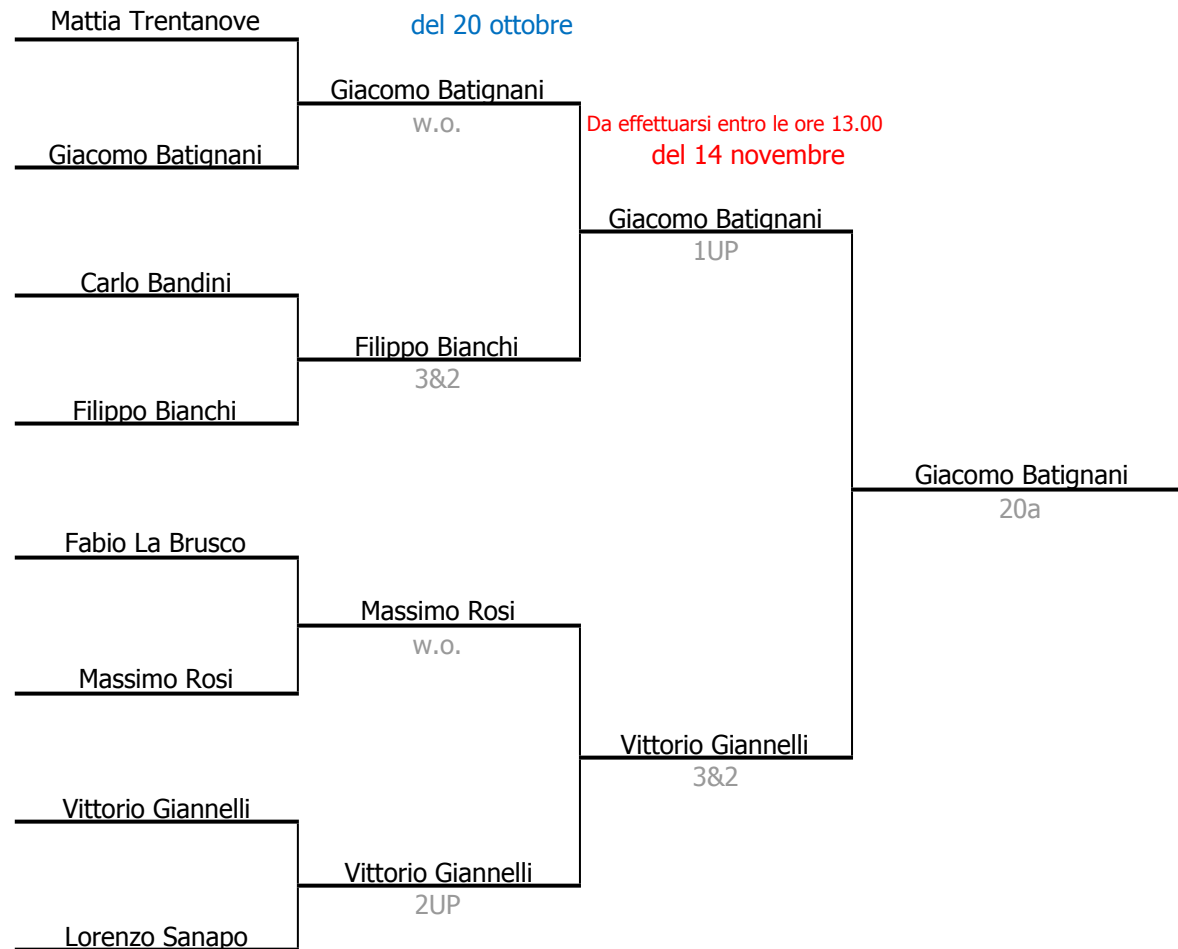 Mattia Trentanove
del 20 ottobre
Giacomo Batignani
w.o.
Da effettuarsi entro le ore 13.00
del 14 novembre
Giacomo Batignani
Giacomo Batignani
1UP
Carlo Bandini
Filippo Bianchi
3&2
Filippo Bianchi
Giacomo Batignani
20a
Fabio La Brusco
Massimo Rosi
w.o.
Massimo Rosi
Vittorio Giannelli
3&2
Vittorio Giannelli
Vittorio Giannelli
2UP
Lorenzo Sanapo